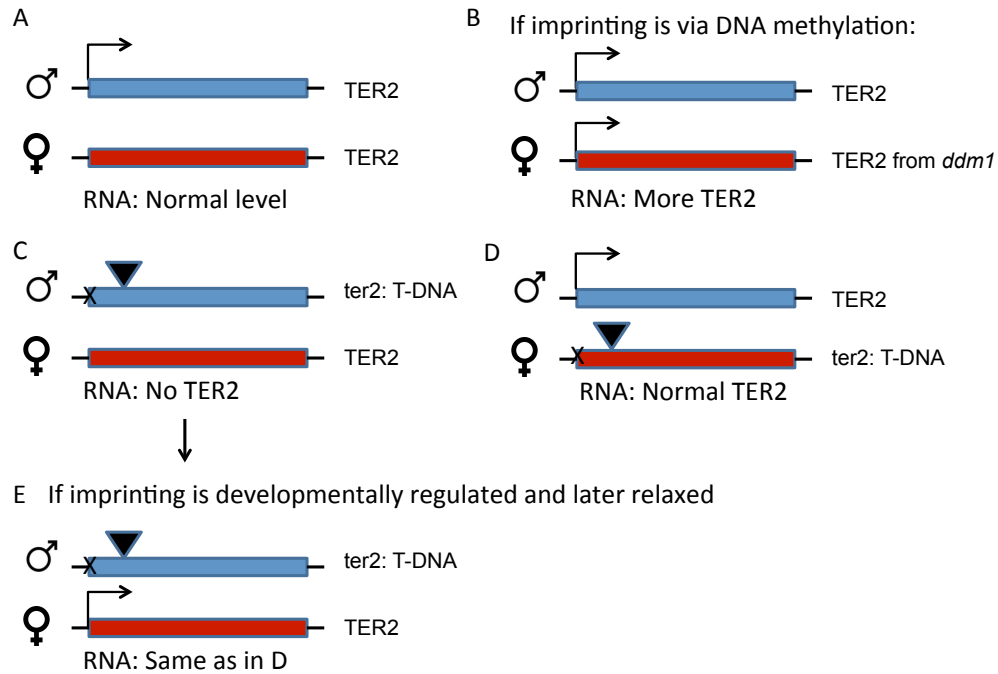 A
TER2
TER2
RNA: Normal level
B If imprinting is via DNA methylation:
TER2
TER2 from ddm1
RNA: More TER2
C
X
ter2: T-DNA
TER2
RNA: No TER2
D
TER2
X
ter2: T-DNA
RNA: Normal TER2
E If imprinting is developmentally regulated and later relaxed
X
ter2: T-DNA
TER2
RNA: Same as in D